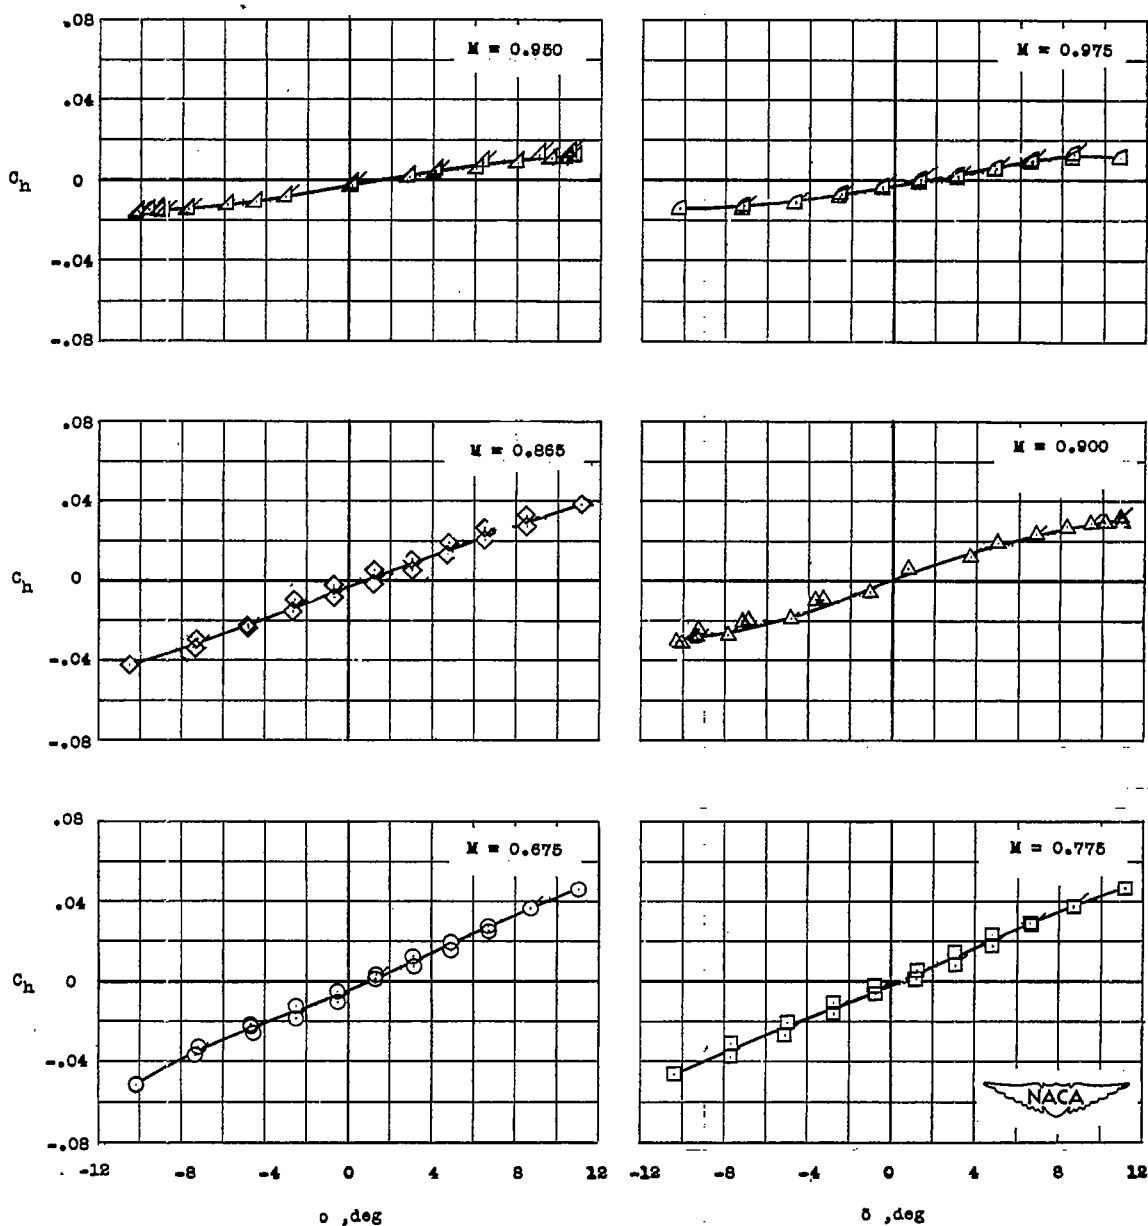 .08
M = 0.950
M = 0.975
.04
C_h
0
-.04
-.08
.08
M = 0.865
M = 0.900
.04
C_h
0
-.04
-.08
.08
M = 0.675
M = 0.775
.04
C_h
0
-.04
NACA
-.08
-12 -8 -4 0 4 8 12
-12 -8 -4 0 4 8 12
δ ,deg
δ ,deg